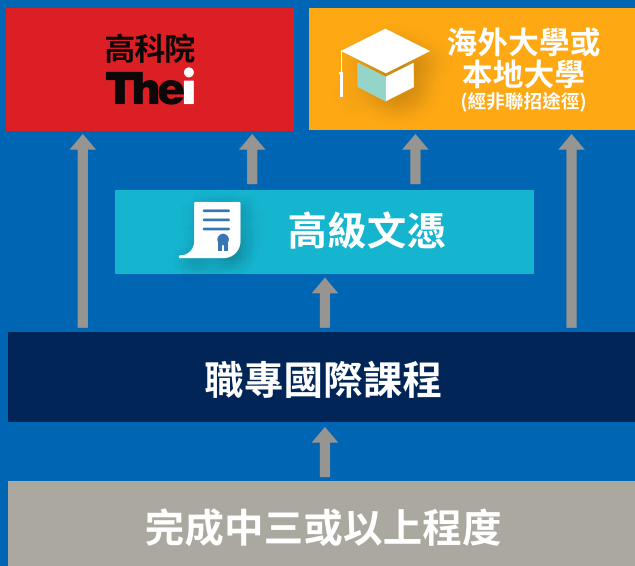 高科院
Thei
海外大學或
本地大學
(經非聯招途徑)
高級文憑
職專國際課程
完成中三或以上程度